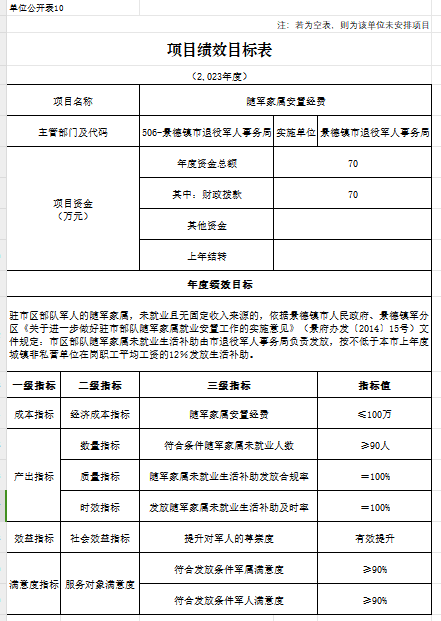 单位公开表10
注：若为空表，则为该单位未安排项目
项目绩效目标表
（2,023年度）
项目名称 随军家属安置经费
主管部门及代码 506-景德镇市退役军人事务局 实施单位 景德镇市退役军人事务局
项目资金
（万元）
年度资金总额 70
其中：财政拨款 70
其他资金
上年结转
年度绩效目标
驻市区部队军人的随军家属，未就业且无固定收入来源的，依据景德镇市人民政府、景德镇军分
区《关于进一步做好驻市部队随军家属就业安置工作的实施意见》（景府办发〔2014〕15号）文
件规定：市区部队随军家属未就业生活补助由市退役军人事务局负责发放，按不低于本市上年度
城镇非私营单位在岗职工平均工资的12%发放生活补助。
一级指标 二级指标 三级指标 指标值
成本指标 经济成本指标 随军家属安置经费 ≤100万
产出指标 数量指标 符合条件随军家属未就业人数 ≥90人
质量指标 随军家属未就业生活补助发放合规率 ＝100%
时效指标 发放随军家属未就业生活补助及时率 ＝100%
效益指标 社会效益指标 提升对军人的尊崇度 有效提升
满意度指标 服务对象满意度 符合发放条件军属满意度 ≥90%
符合发放条件军人满意度 ≥90%